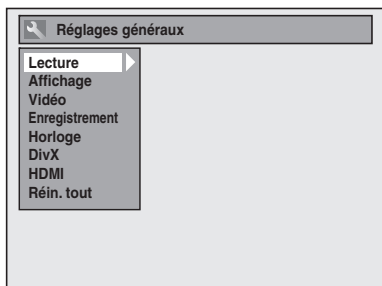 Réglages généraux
Lecture
Affichage
Vidéo
Enregistrement
Horloge
DivX
HDMI
Réin. tout